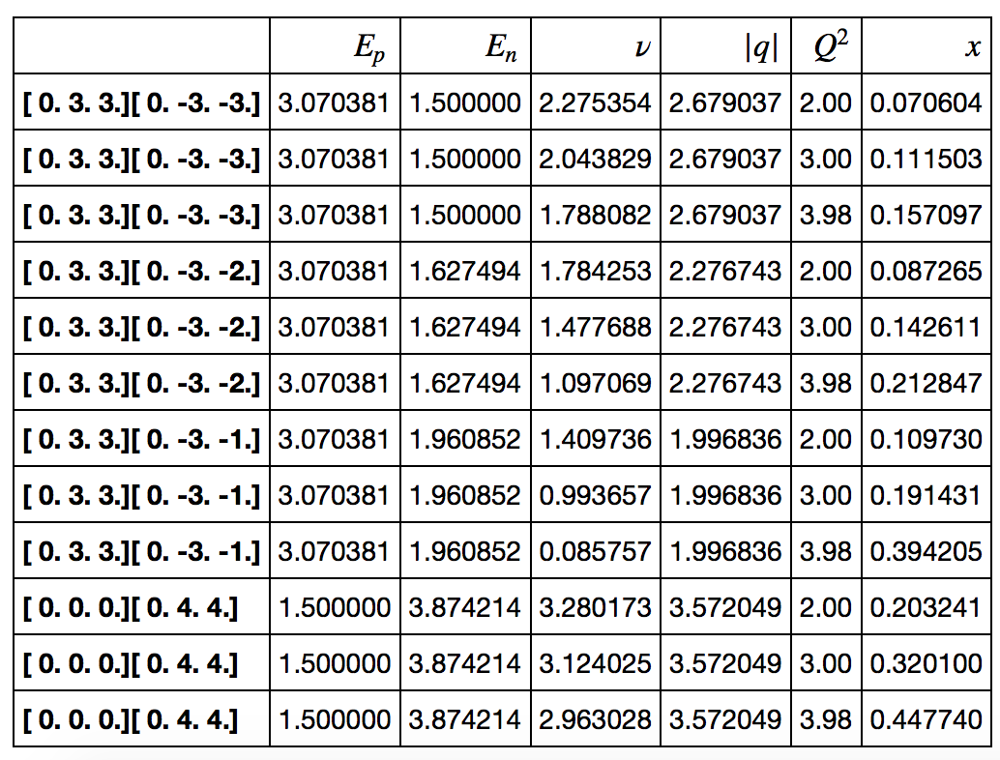 E_p E_n ν |q| Q² x
[ 0. 3. 3.][ 0. -3. -3.] 3.070381 1.500000 2.275354 2.679037 2.00 0.070604
[ 0. 3. 3.][ 0. -3. -3.] 3.070381 1.500000 2.043829 2.679037 3.00 0.111503
[ 0. 3. 3.][ 0. -3. -3.] 3.070381 1.500000 1.788082 2.679037 3.98 0.157097
[ 0. 3. 3.][ 0. -3. -2.] 3.070381 1.627494 1.784253 2.276743 2.00 0.087265
[ 0. 3. 3.][ 0. -3. -2.] 3.070381 1.627494 1.477688 2.276743 3.00 0.142611
[ 0. 3. 3.][ 0. -3. -2.] 3.070381 1.627494 1.097069 2.276743 3.98 0.212847
[ 0. 3. 3.][ 0. -3. -1.] 3.070381 1.960852 1.409736 1.996836 2.00 0.109730
[ 0. 3. 3.][ 0. -3. -1.] 3.070381 1.960852 0.993657 1.996836 3.00 0.191431
[ 0. 3. 3.][ 0. -3. -1.] 3.070381 1.960852 0.085757 1.996836 3.98 0.394205
[ 0. 0. 0.][ 0. 4. 4.] 1.500000 3.874214 3.280173 3.572049 2.00 0.203241
[ 0. 0. 0.][ 0. 4. 4.] 1.500000 3.874214 3.124025 3.572049 3.00 0.320100
[ 0. 0. 0.][ 0. 4. 4.] 1.500000 3.874214 2.963028 3.572049 3.98 0.447740